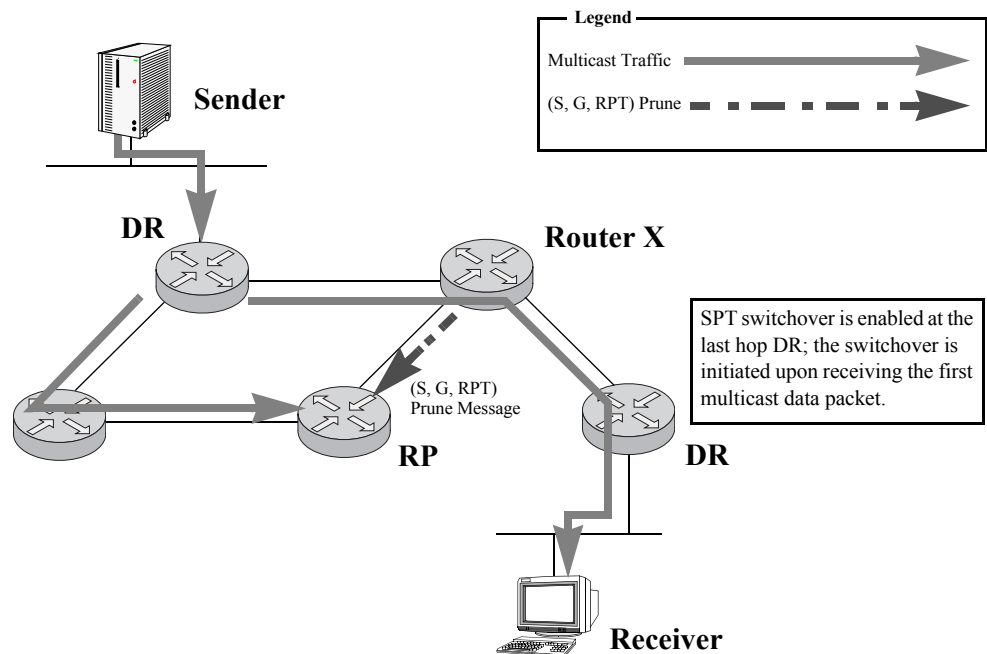 Legend
Multicast Traffic
(S, G, RPT) Prune
Sender
DR
Router X
SPT switchover is enabled at the
last hop DR; the switchover is
initiated upon receiving the first
multicast data packet.
(S, G, RPT)
Prune Message
RP
DR
Receiver